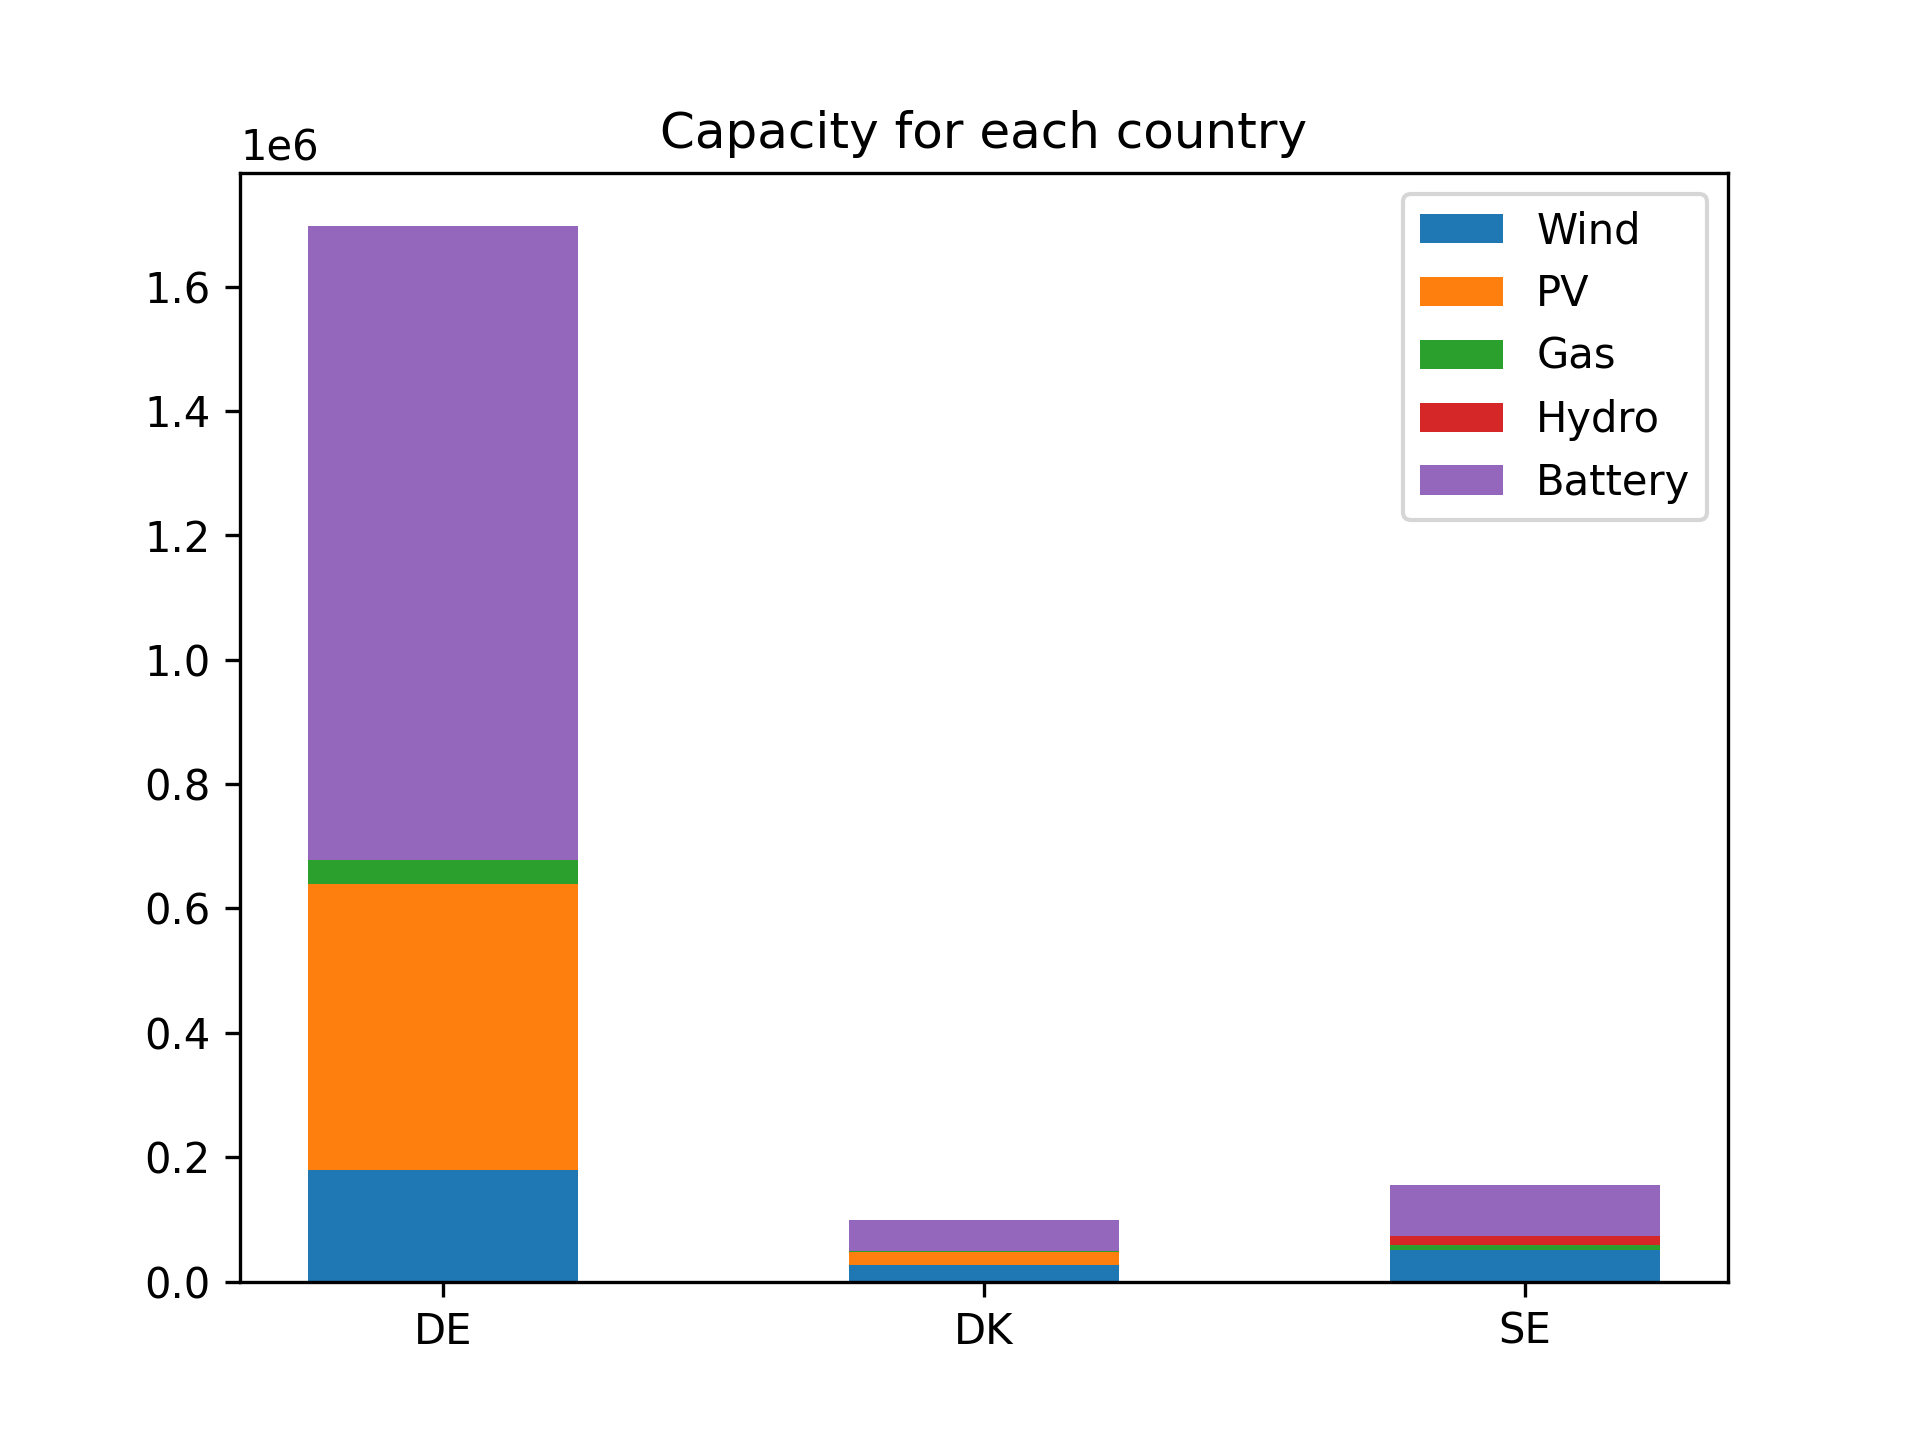 Capacity for each country
1e6
1.6
1.4
1.2
1.0
0.8
0.6
0.4
0.2
0.0
DE
DK
SE
Wind
PV
Gas
Hydro
Battery